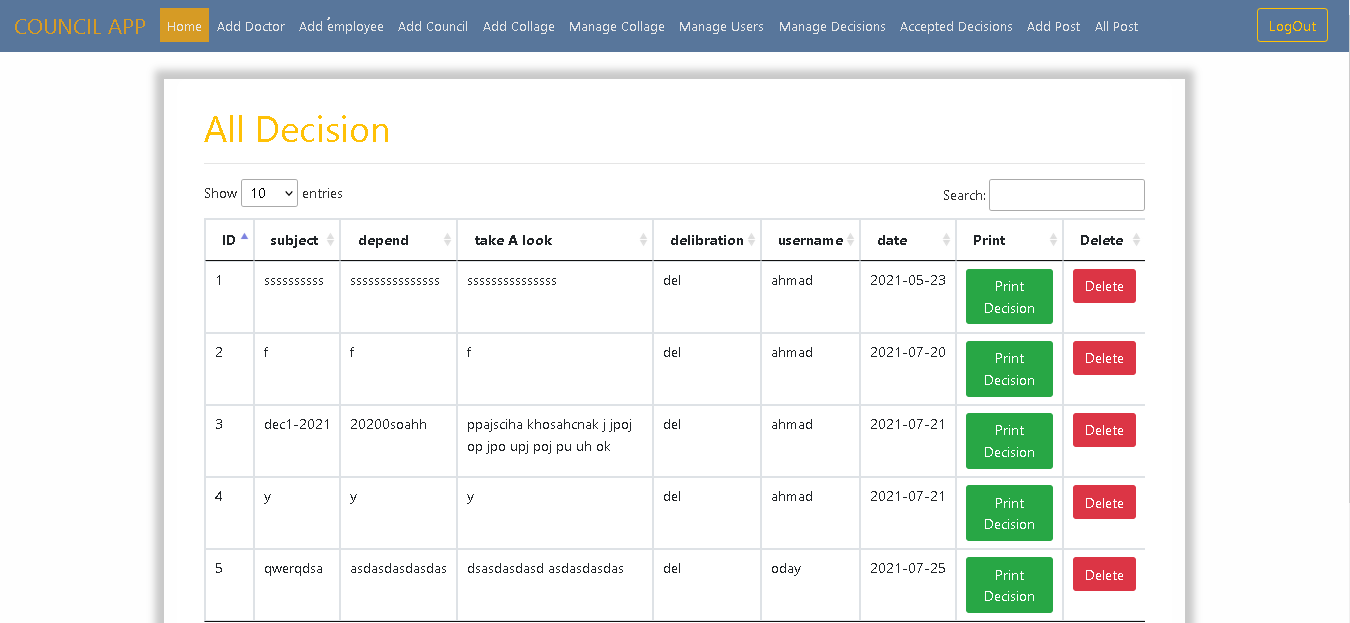 COUNCIL APP Home Add Doctor Add employee Add Council Add Collage Manage Collage Manage Users Manage Decisions Accepted Decisions Add Post All Post LogOut
All Decision
Show 10 entries Search:
ID subject depend take A look delibration username date Print Delete
1 ssssssssss sssssssssssssss sssssssssssssss del ahmad 2021-05-23 Print Delete
Decision
2 f f f del ahmad 2021-07-20 Print Delete
Decision
3 dec1-2021 20200soahh ppajsciha khosahcnak j jpoj del ahmad 2021-07-21 Print Delete
op jpo upj poj pu uh ok Decision
4 y y y del ahmad 2021-07-21 Print Delete
Decision
5 qwerqdsa asdasdasdasdas dsasdasdasd asdasdasdas del oday 2021-07-25 Print Delete
Decision